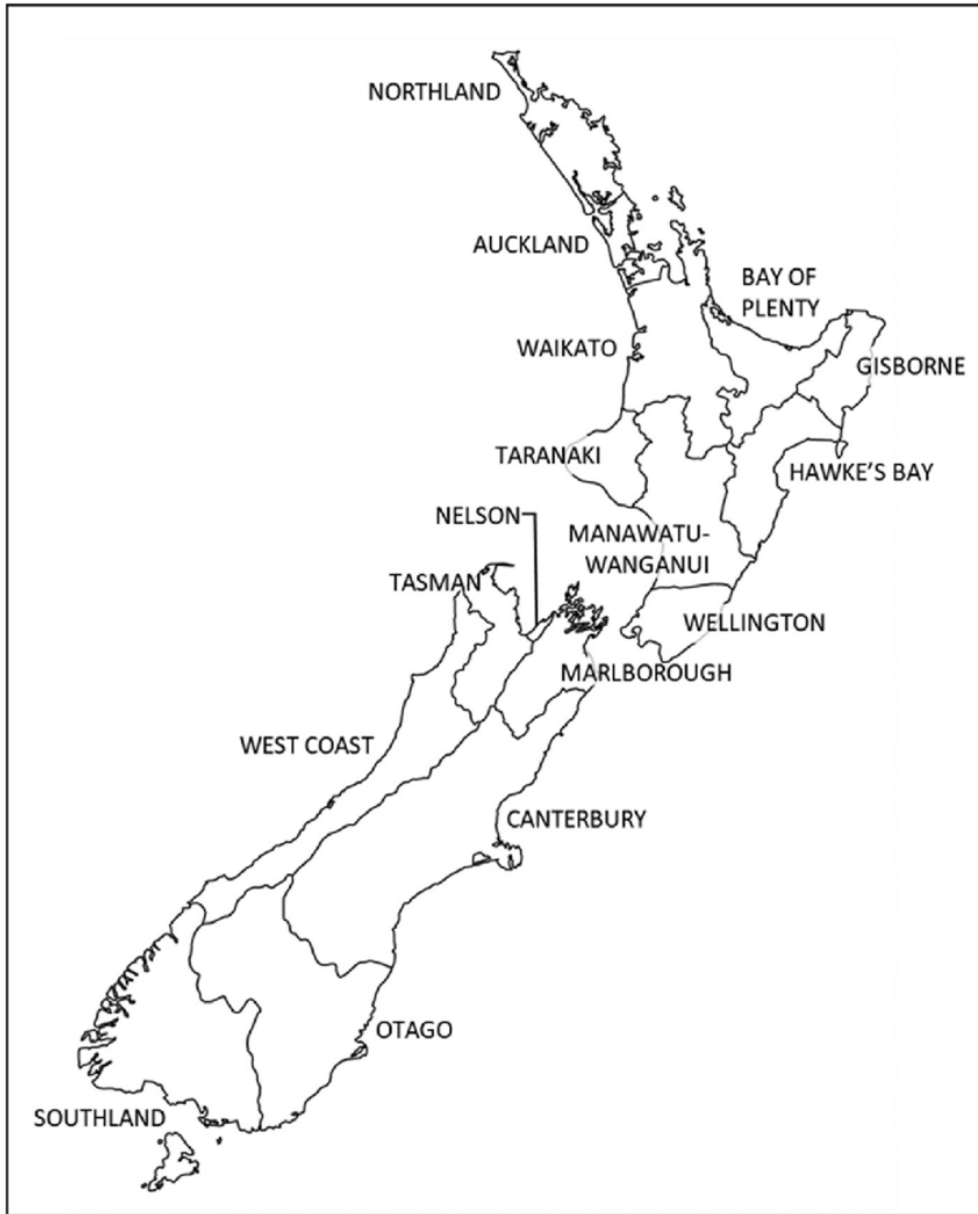 NORTHLAND
AUCKLAND
BAY OF
PLENTY
WAIKATO
GISBORNE
TARANAKI
HAWKE'S BAY
NELSON
MANAWATU-
WANGANUI
TASMAN
WELLINGTON
MARLBOROUGH
WEST COAST
CANTERBURY
OTAGO
SOUTHLAND